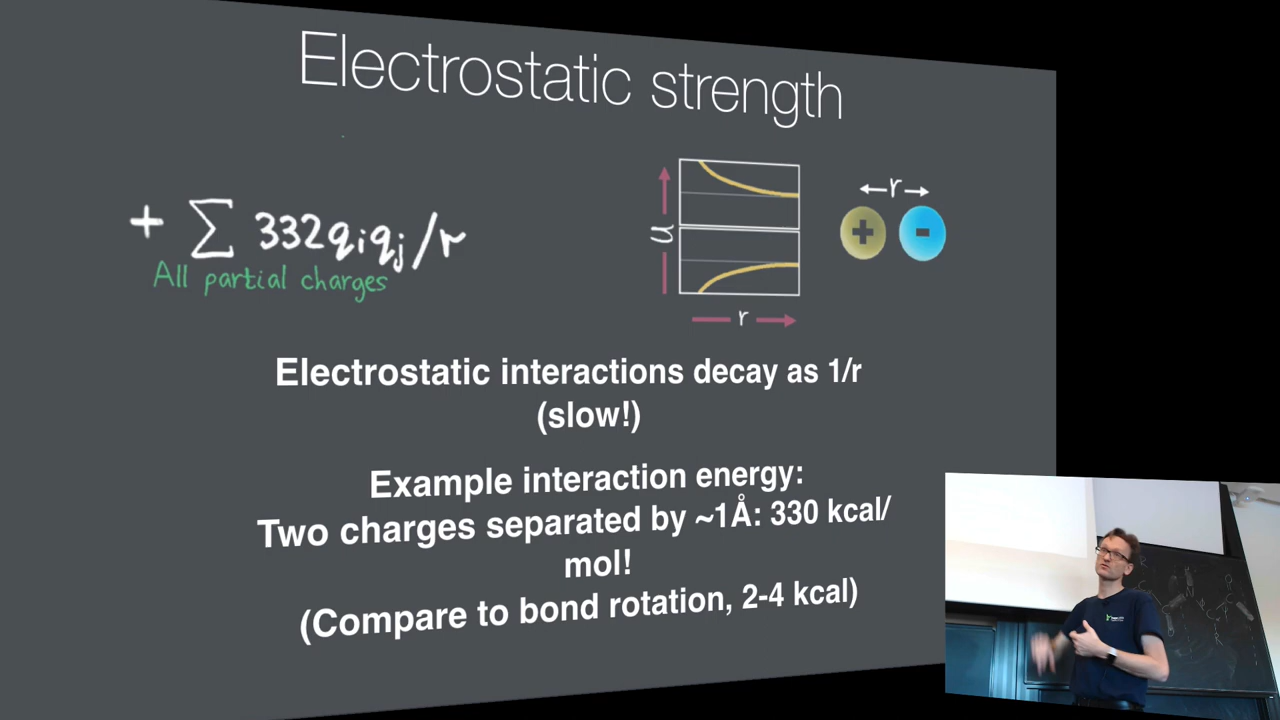 Electrostatic strength
+ ∑ 332qᵢqⱼ/r
All partial charges
u
r
←r→
+
-
Electrostatic interactions decay as 1/r
(slow!)
Example interaction energy:
Two charges separated by ~1Å: 330 kcal/
mol!
(Compare to bond rotation, 2-4 kcal)